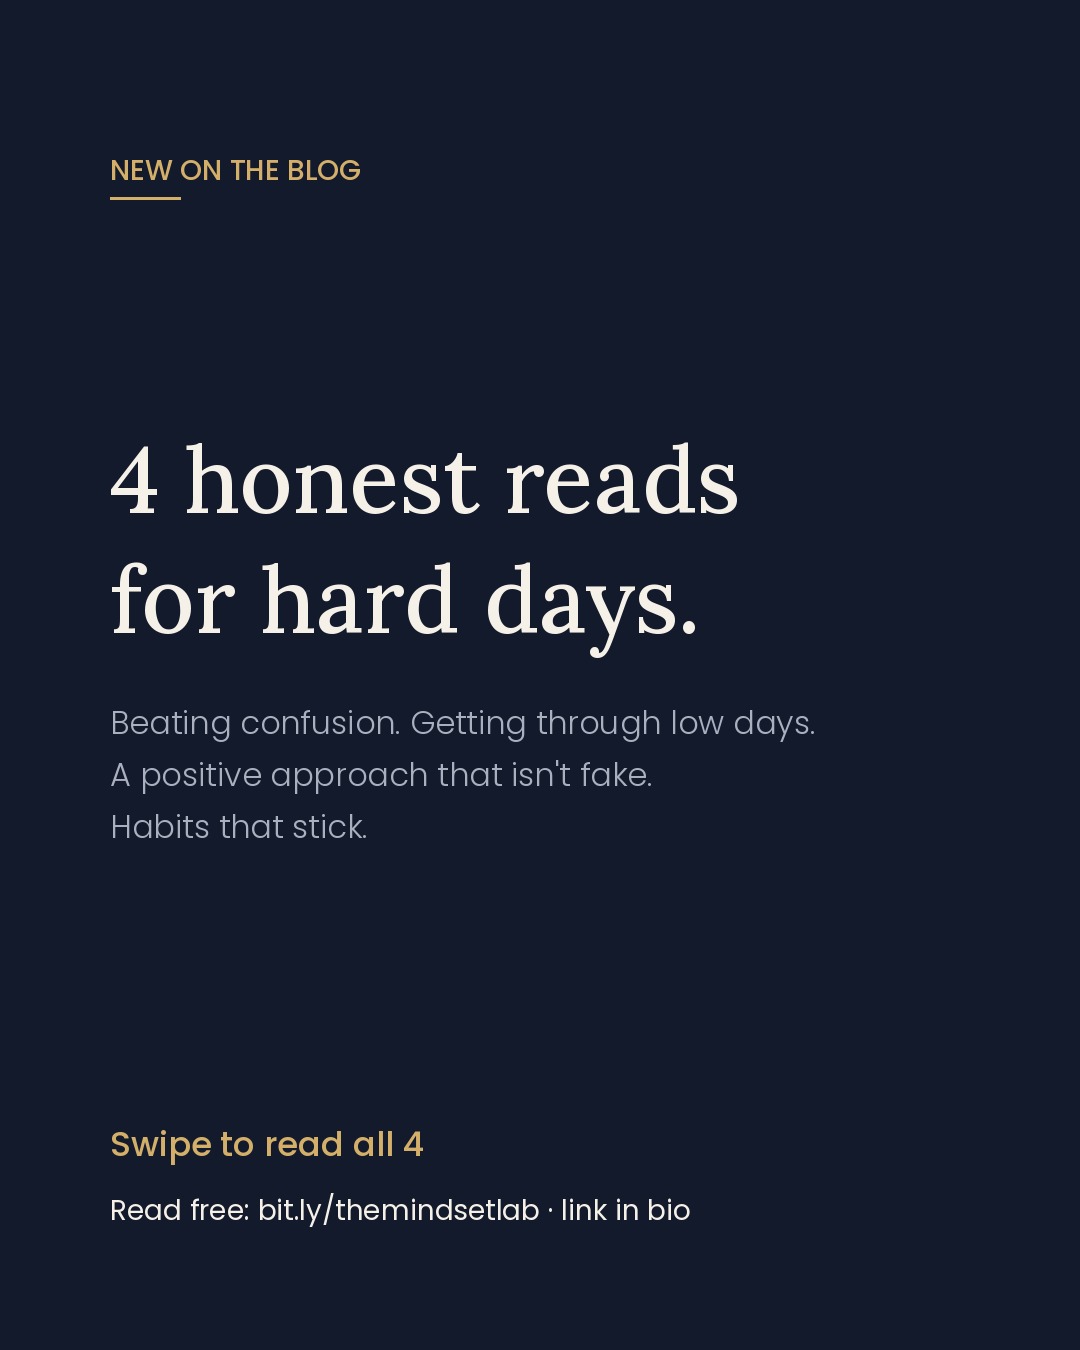 NEW ON THE BLOG
4 honest reads
for hard days.
Beating confusion. Getting through low days.
A positive approach that isn't fake.
Habits that stick.
Swipe to read all 4
Read free: bit.ly/themindsetlab · link in bio